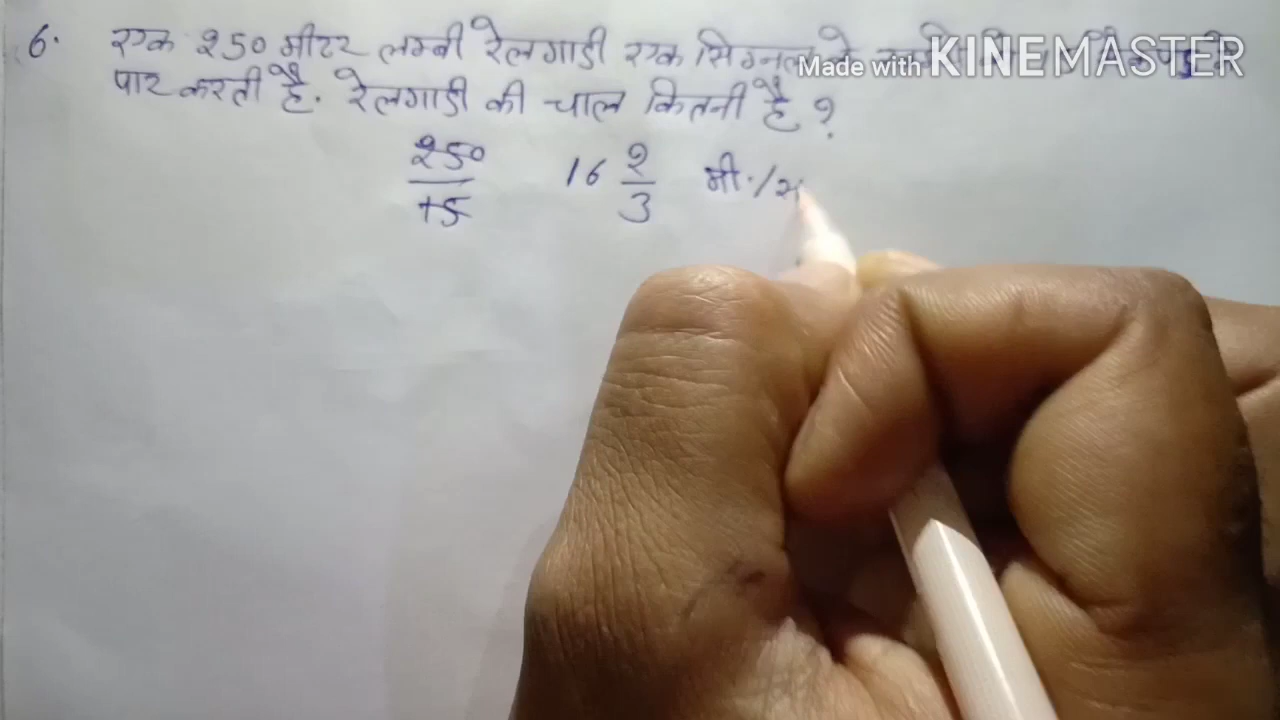 6. एक 250 मीटर लम्बी रेलगाडी एक सिग्नल के
Made with KINEMASTER
पार करती है. रेलगाडी की चाल कितनी है ?
250/15 16 2/3 मी./स